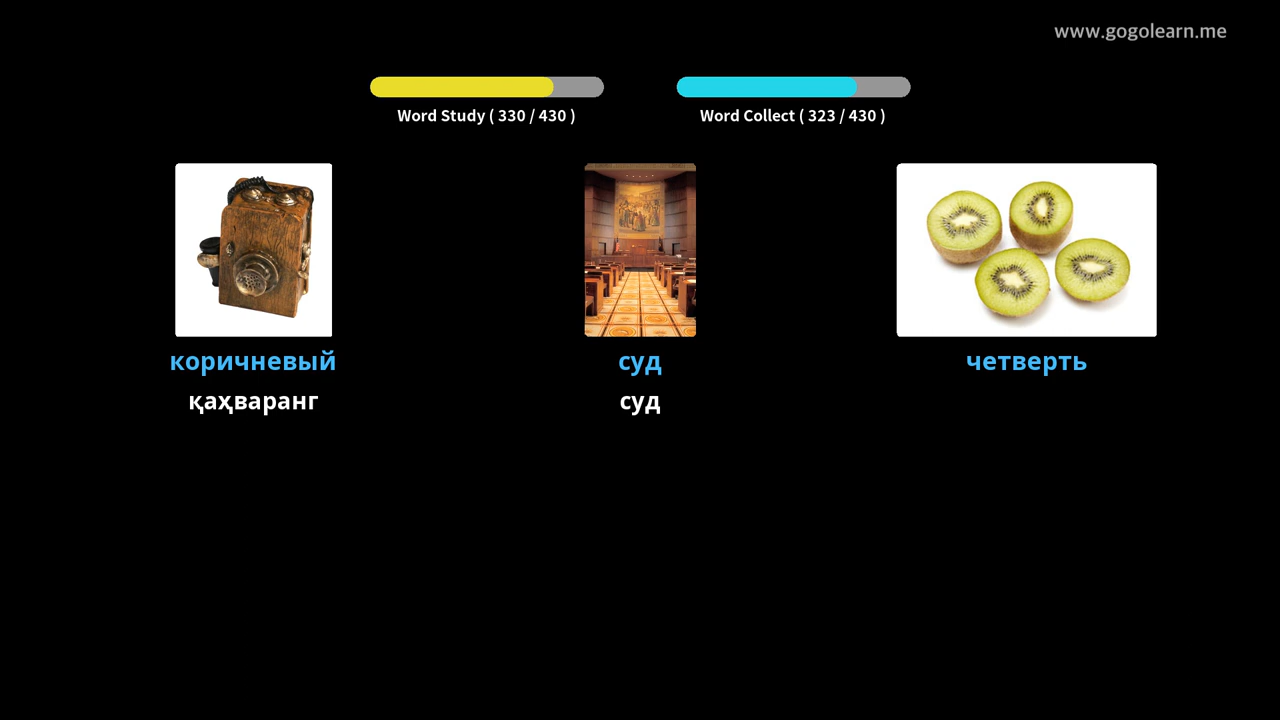 www.gogolearn.me
Word Study ( 330 / 430 )
Word Collect ( 323 / 430 )
коричневый
суд
четверть
қаҳваранг
суд